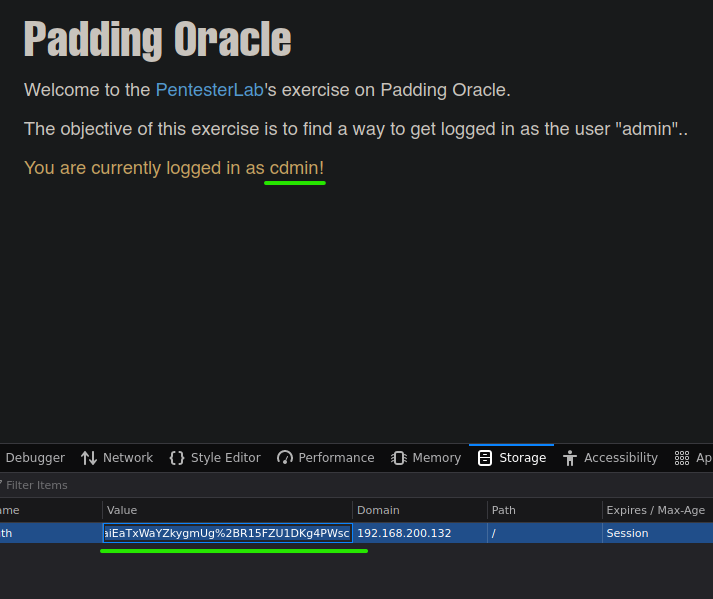 Padding Oracle
Welcome to the PentesterLab's exercise on Padding Oracle.
The objective of this exercise is to find a way to get logged in as the user "admin"..
You are currently logged in as cdmin!
Debugger Network {} Style Editor Performance Memory Storage Accessibility Ap
Filter Items
ame Value Domain Path Expires / Max-Age
th aiEaTxWaYZkygmUg%2BR15FZU1DKg4PWsc 192.168.200.132 / Session